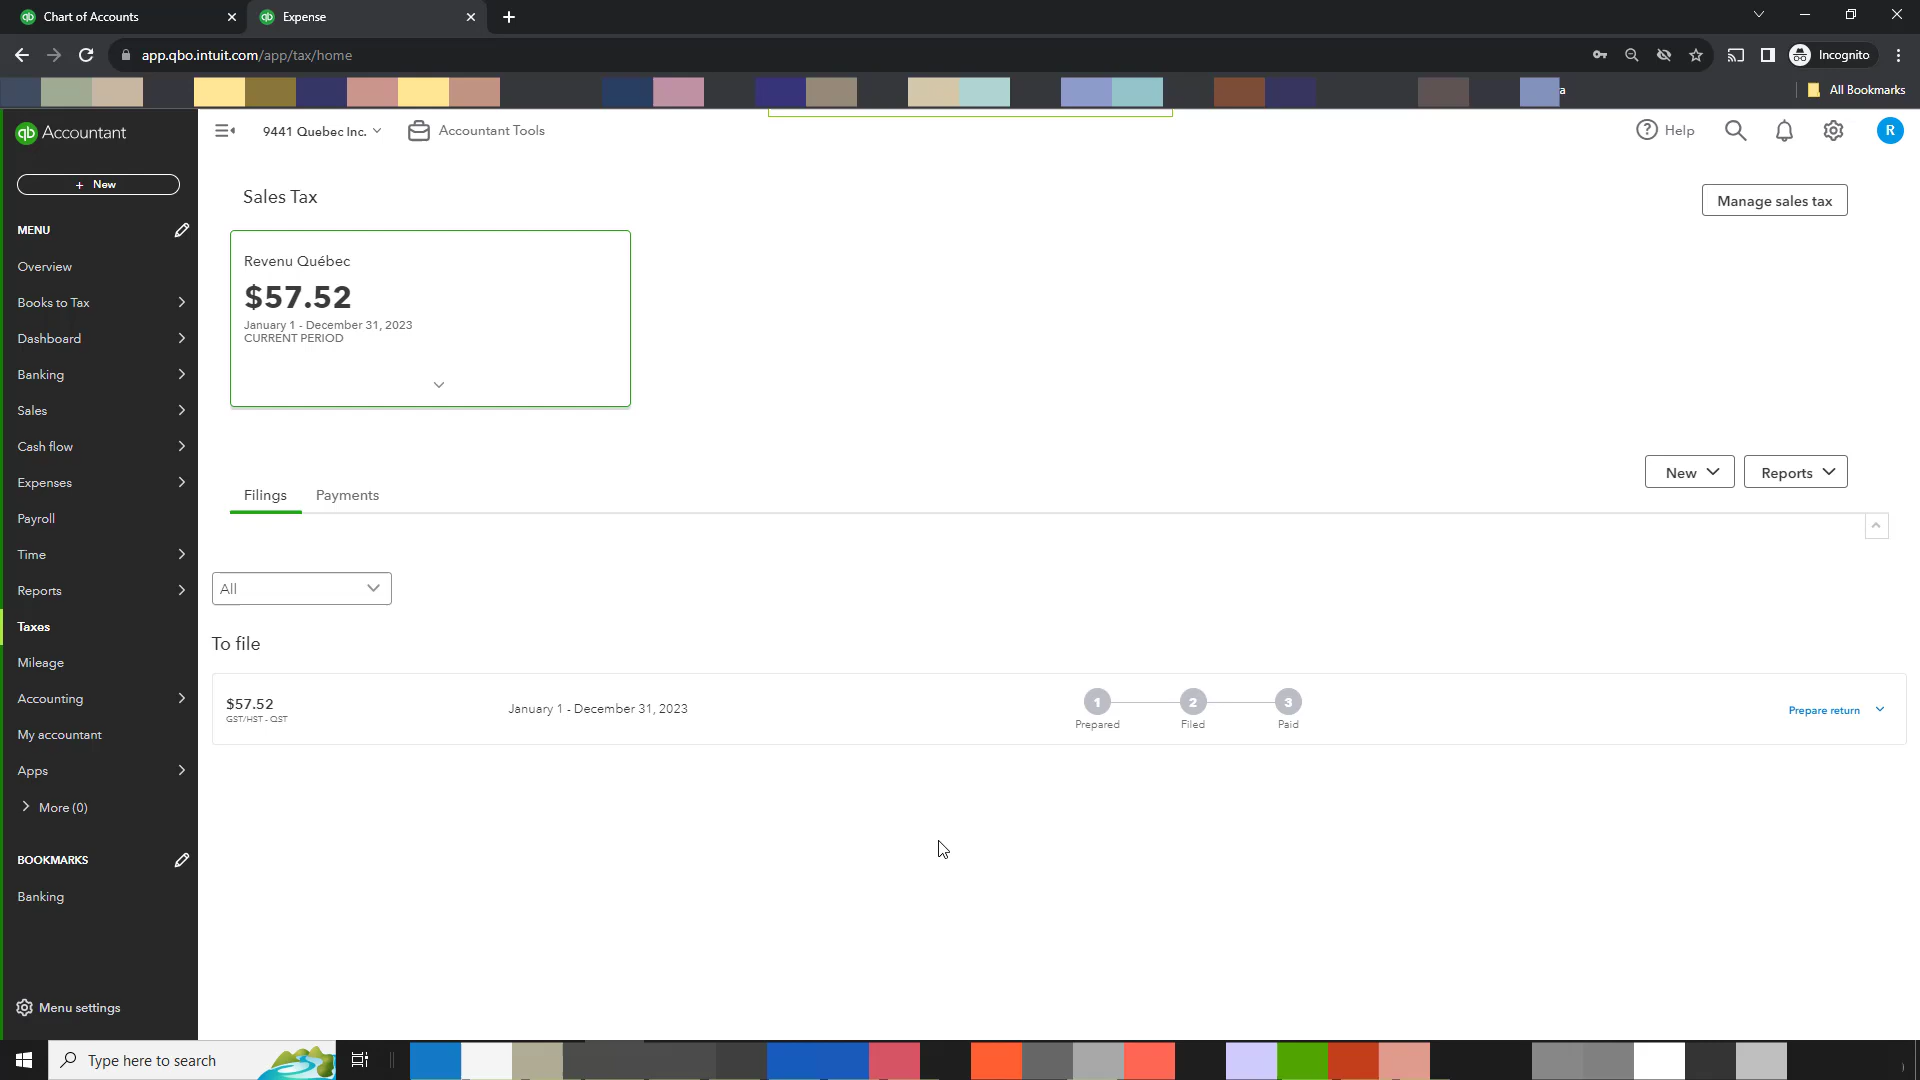 Chart of Accounts
Expense
app.qbo.intuit.com/app/tax/home
Incognito
a
All Bookmarks
qb Accountant
9441 Quebec Inc.
Accountant Tools
Help
R
+ New
Sales Tax
Manage sales tax
MENU
Overview
Books to Tax
Dashboard
Banking
Sales
Cash flow
Expenses
Payroll
Time
Reports
Taxes
Mileage
Accounting
My accountant
Apps
More (0)
BOOKMARKS
Banking
Menu settings
Revenu Québec
$57.52
January 1 - December 31, 2023
CURRENT PERIOD
New
Reports
Filings
Payments
All
To file
$57.52
GST/HST - QST
January 1 - December 31, 2023
1
Prepared
2
Filed
3
Paid
Prepare return
Type here to search